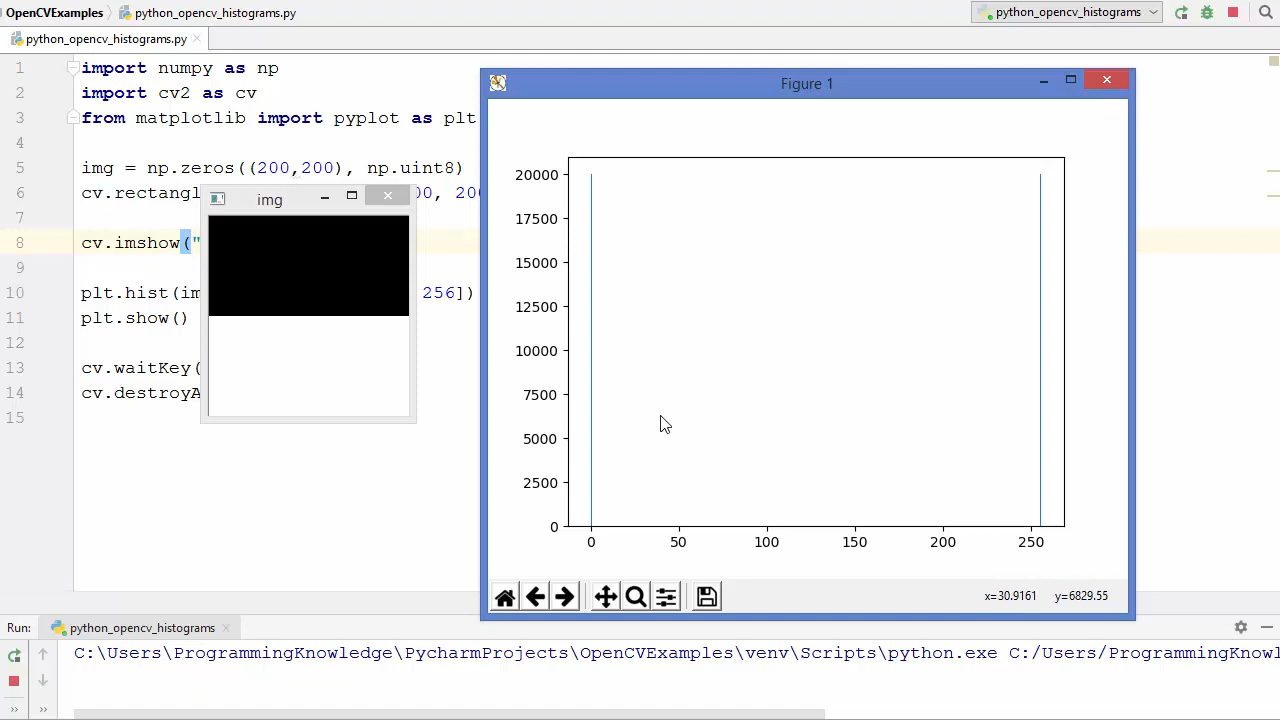 OpenCVExamples python_opencv_histograms.py
python_opencv_histograms
python_opencv_histograms.py
1 import numpy as np
2 import cv2 as cv
3 from matplotlib import pyplot as plt
4
5 img = np.zeros((200,200), np.uint8)
6 cv.rectangl 00, 200
7
8 cv.imshow("
9
10 plt.hist(im 256])
11 plt.show()
12
13 cv.waitKey(
14 cv.destroyA
15
img
Figure 1
20000
17500
15000
12500
10000
7500
5000
2500
0
0 50 100 150 200 250
x=30.9161 y=6829.55
Run: python_opencv_histograms
C:\Users\ProgrammingKnowledge\PycharmProjects\OpenCVExamples\venv\Scripts\python.exe C:/Users/ProgrammingKnowl